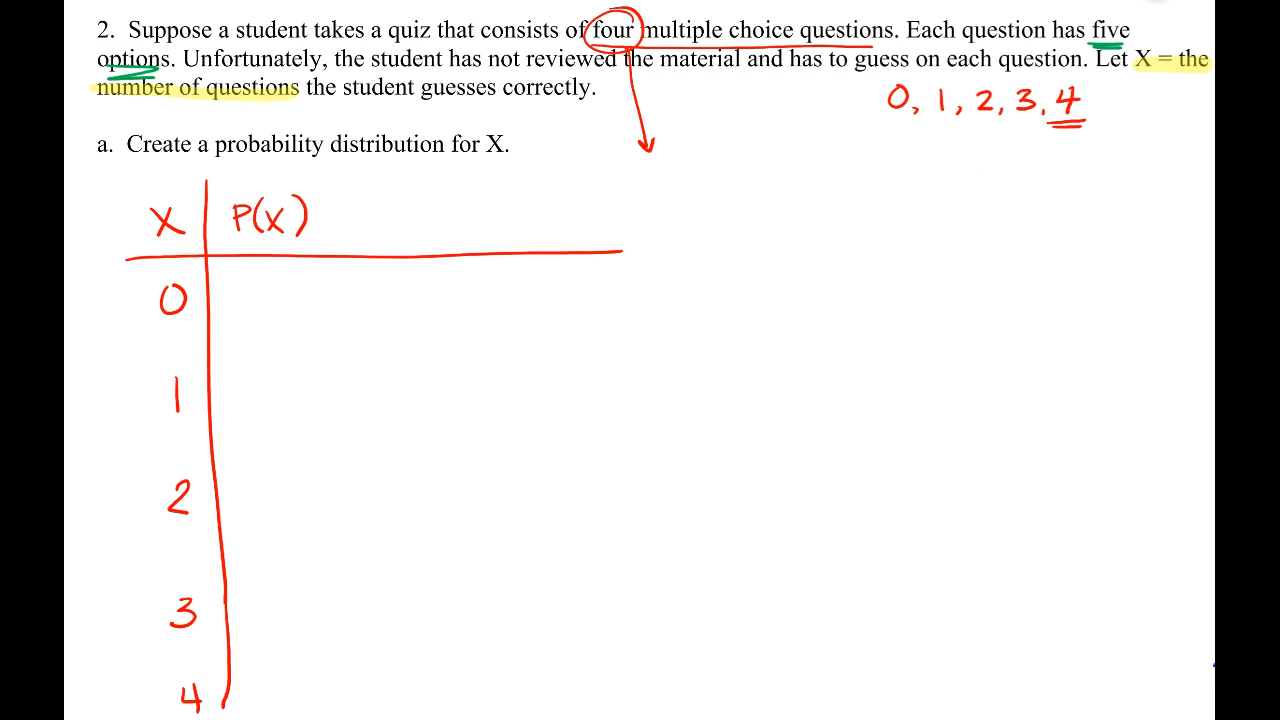 2. Suppose a student takes a quiz that consists of four multiple choice questions. Each question has five
options. Unfortunately, the student has not reviewed the material and has to guess on each question. Let X = the
number of questions the student guesses correctly.
0, 1, 2, 3, 4
a. Create a probability distribution for X.
X P(X)
0
1
2
3
4